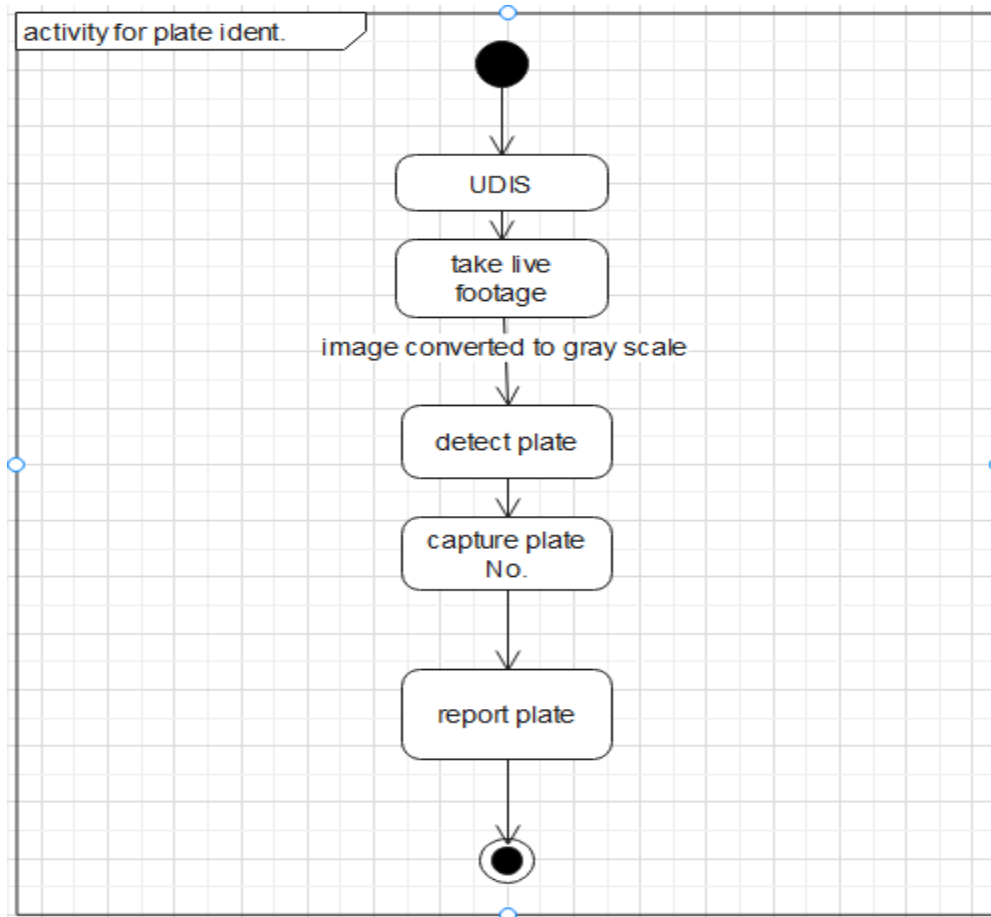 activity for plate ident.
UDIS
take live
footage
image converted to gray scale
detect plate
capture plate
No.
report plate